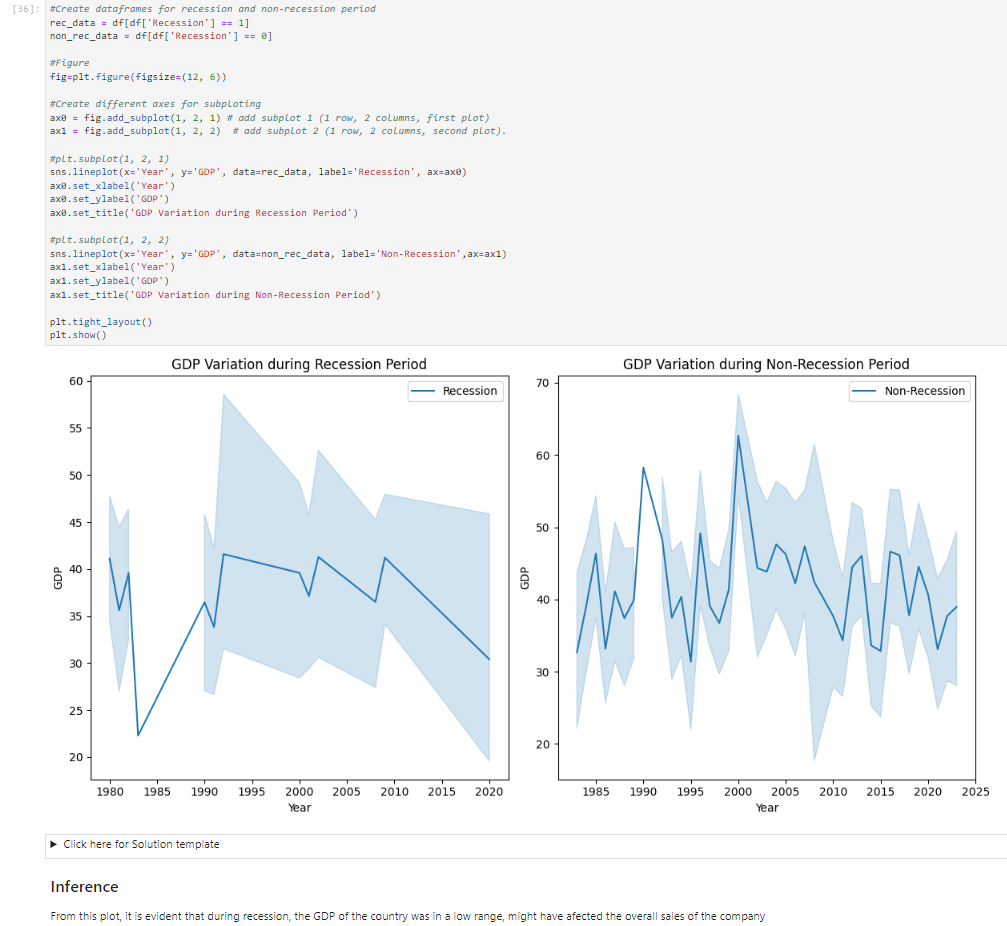 [36]: #Create dataframes for recession and non-recession period
rec_data = df[df['Recession'] == 1]
non_rec_data = df[df['Recession'] == 0]
#Figure
fig=plt.figure(figsize=(12, 6))
#Create different axes for subploting
ax0 = fig.add_subplot(1, 2, 1) # add subplot 1 (1 row, 2 columns, first plot)
ax1 = fig.add_subplot(1, 2, 2)  # add subplot 2 (1 row, 2 columns, second plot).
#plt.subplot(1, 2, 1)
sns.lineplot(x='Year', y='GDP', data=rec_data, label='Recession', ax=ax0)
ax0.set_xlabel('Year')
ax0.set_ylabel('GDP')
ax0.set_title('GDP Variation during Recession Period')
#plt.subplot(1, 2, 2)
sns.lineplot(x='Year', y='GDP', data=non_rec_data, label='Non-Recession',ax=ax1)
ax1.set_xlabel('Year')
ax1.set_ylabel('GDP')
ax1.set_title('GDP Variation during Non-Recession Period')
plt.tight_layout()
plt.show()
GDP Variation during Recession Period
Recession
60
55
50
45
40
35
30
25
20
GDP
1980 1985 1990 1995 2000 2005 2010 2015 2020
Year
GDP Variation during Non-Recession Period
Non-Recession
70
60
50
40
30
20
GDP
1985 1990 1995 2000 2005 2010 2015 2020 2025
Year
Click here for Solution template
Inference
From this plot, it is evident that during recession, the GDP of the country was in a low range, might have afected the overall sales of the company